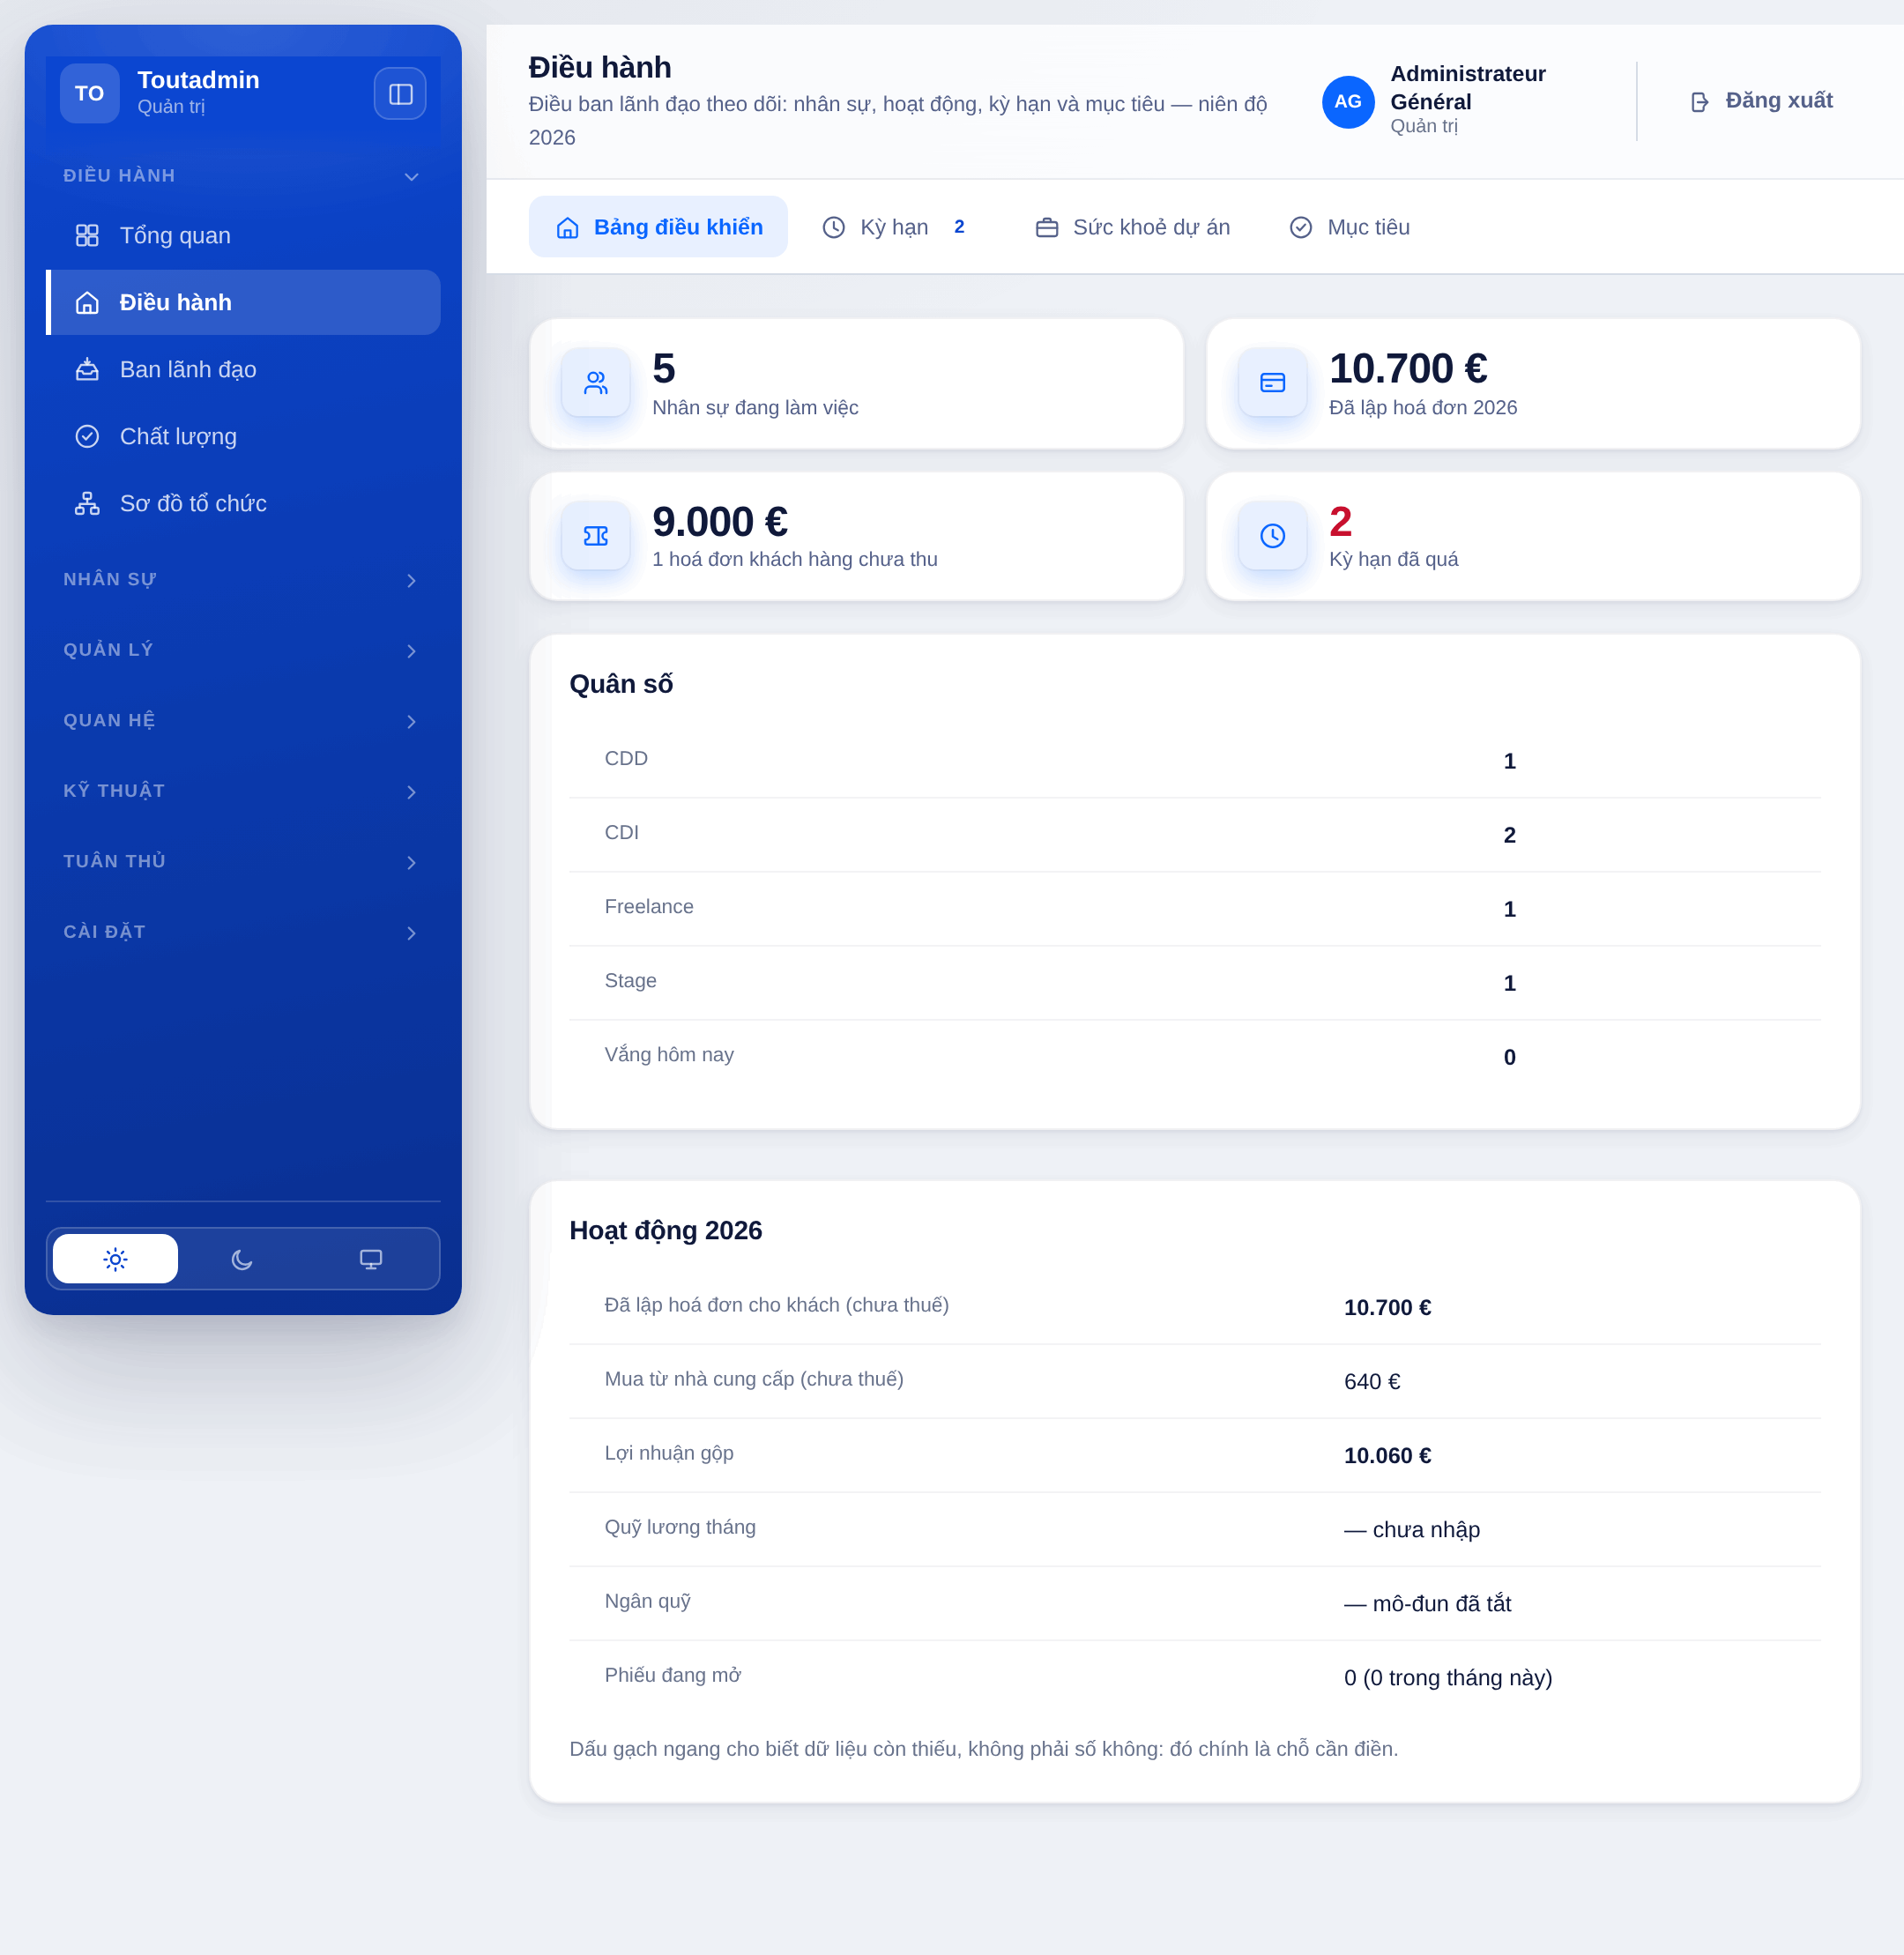 TO
Toutadmin
Quản trị
ĐIỀU HÀNH
Tổng quan
Điều hành
Ban lãnh đạo
Chất lượng
Sơ đồ tổ chức
NHÂN SỰ
QUẢN LÝ
QUAN HỆ
KỸ THUẬT
TUÂN THỦ
CÀI ĐẶT
Điều hành
Điều ban lãnh đạo theo dõi: nhân sự, hoạt động, kỳ hạn và mục tiêu — niên độ
2026
AG
Administrateur
Général
Quản trị
Đăng xuất
Bảng điều khiển
Kỳ hạn 2
Sức khoẻ dự án
Mục tiêu
5
Nhân sự đang làm việc
10.700 €
Đã lập hoá đơn 2026
9.000 €
1 hoá đơn khách hàng chưa thu
2
Kỳ hạn đã quá
Quân số
CDD 1
CDI 2
Freelance 1
Stage 1
Vắng hôm nay 0
Hoạt động 2026
Đã lập hoá đơn cho khách (chưa thuế) 10.700 €
Mua từ nhà cung cấp (chưa thuế) 640 €
Lợi nhuận gộp 10.060 €
Quỹ lương tháng — chưa nhập
Ngân quỹ — mô-đun đã tắt
Phiếu đang mở 0 (0 trong tháng này)
Dấu gạch ngang cho biết dữ liệu còn thiếu, không phải số không: đó chính là chỗ cần điền.